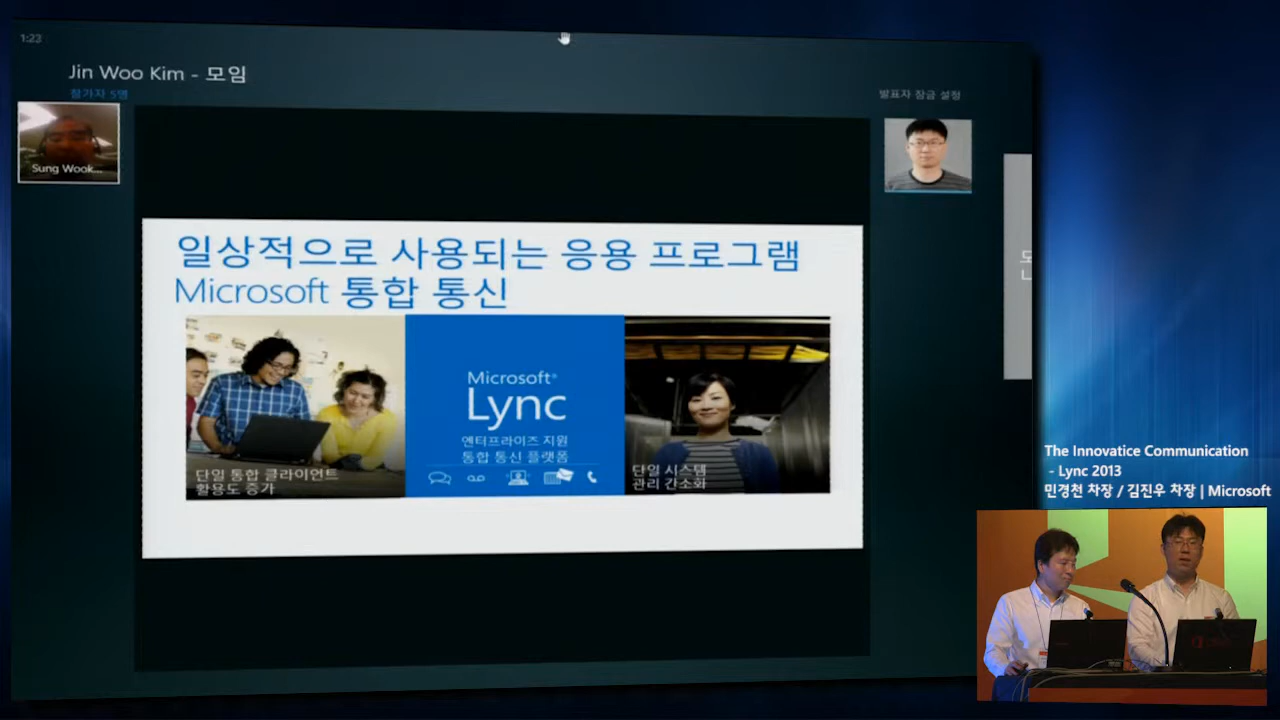 1:23
Jin Woo Kim - 모임
참가자 5명
발표자 잠금 설정
Sung Wook...
일상적으로 사용되는 응용 프로그램
Microsoft 통합 통신
Microsoft®
Lync
엔터프라이즈 지원
통합 통신 플랫폼
단일 통합 클라이언트
활용도 증가
단일 시스템
관리 간소화
The Innovatice Communication
- Lync 2013
민경천 차장 / 김진우 차장 | Microsoft